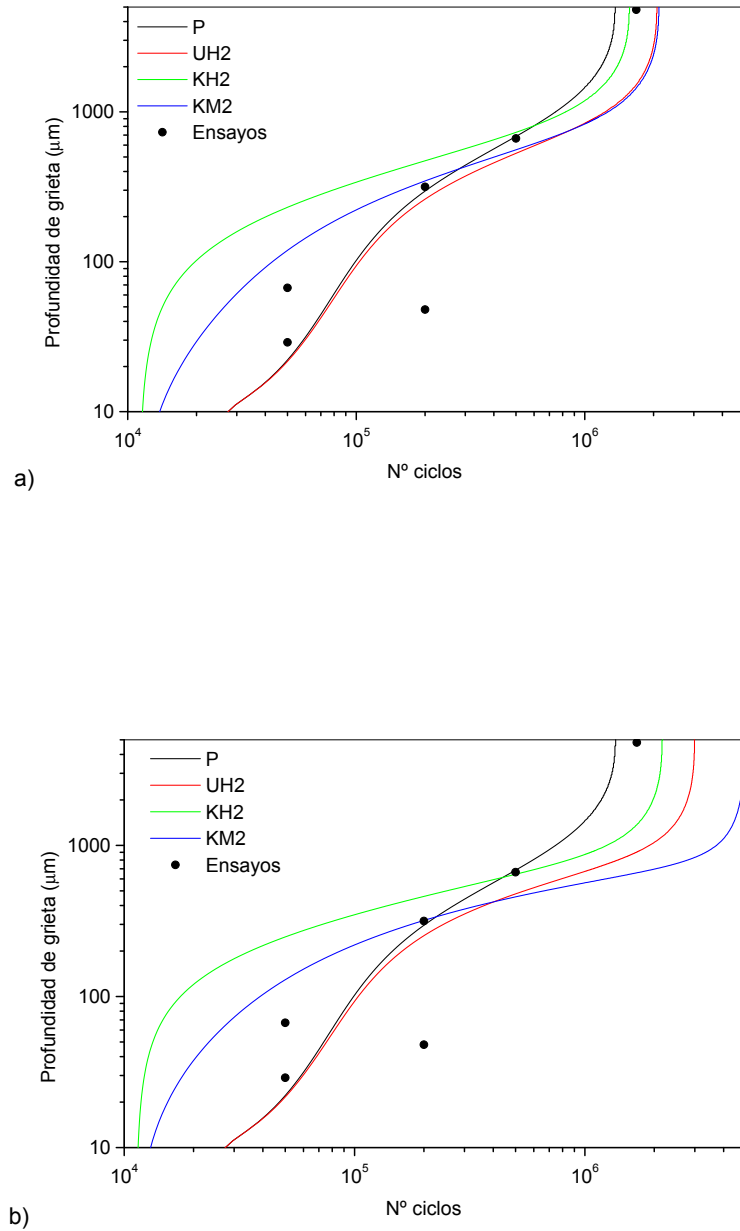 P
UH2
KH2
KM2
Ensayos
1000
100
10
Profundidad de grieta (μm)
10⁴
10⁵
10⁶
Nº ciclos
a)
P
UH2
KH2
KM2
Ensayos
1000
100
10
Profundidad de grieta (μm)
10⁴
10⁵
10⁶
Nº ciclos
b)